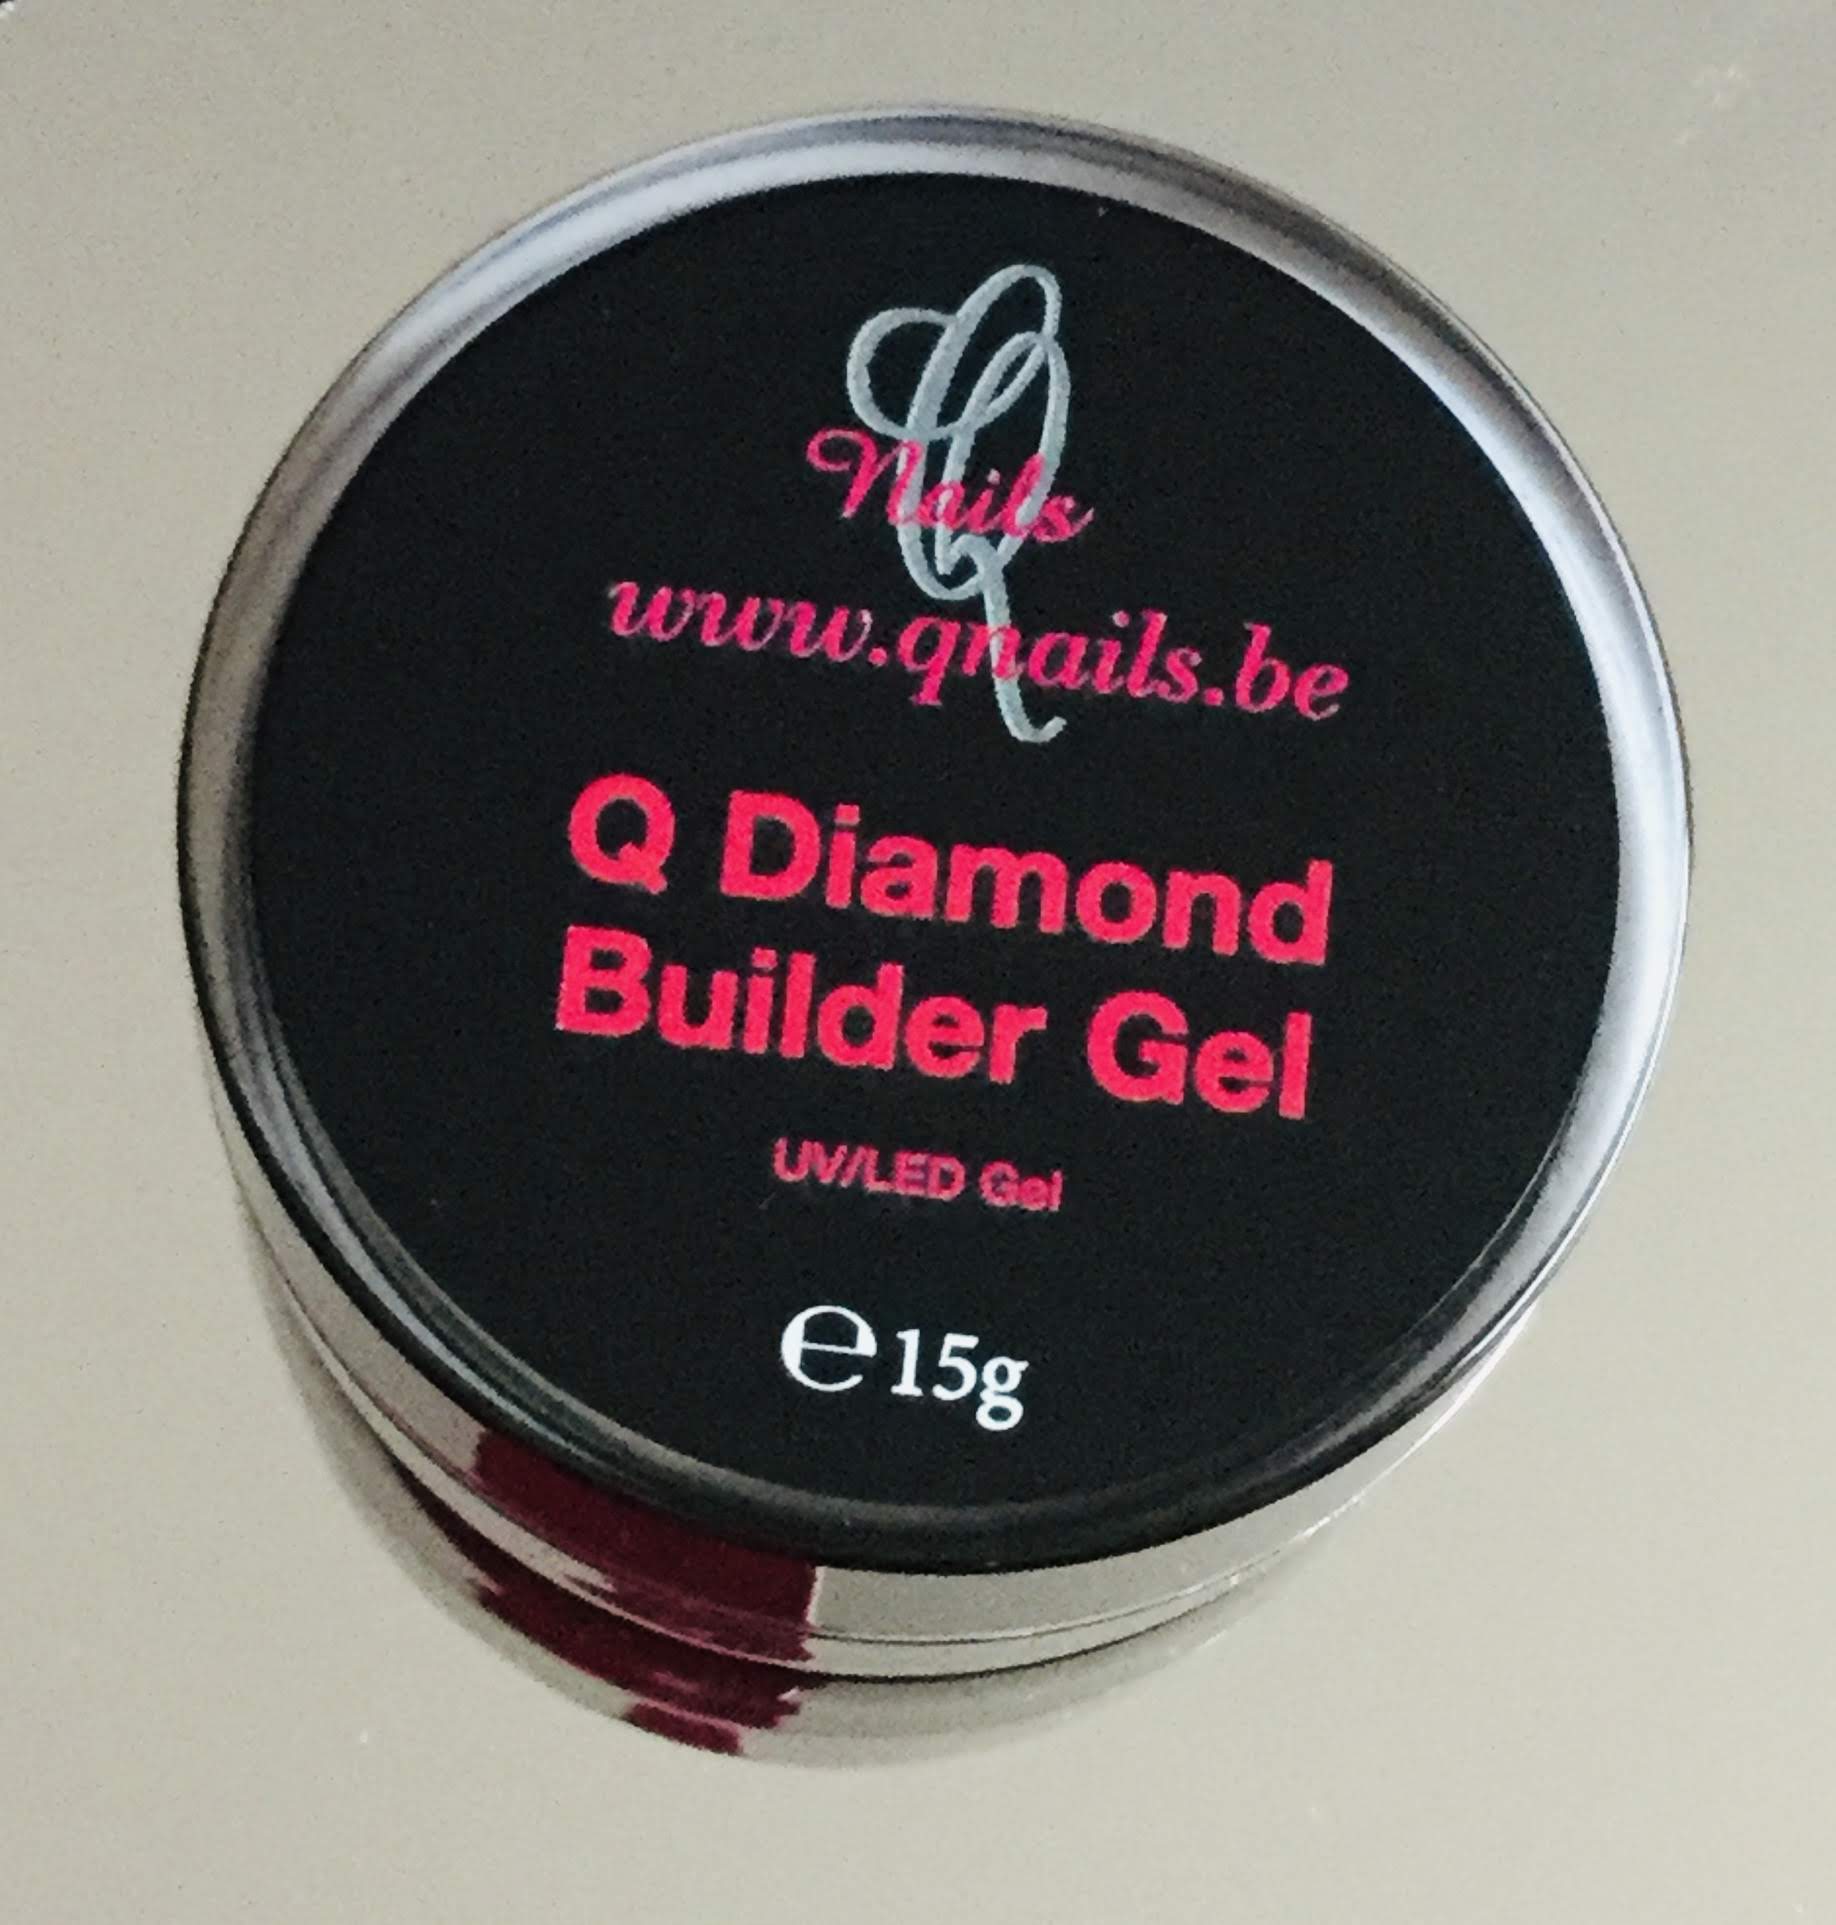 Q
Nails
www.qnails.be
Q Diamond
Builder Gel
UV/LED Gel
℮15g